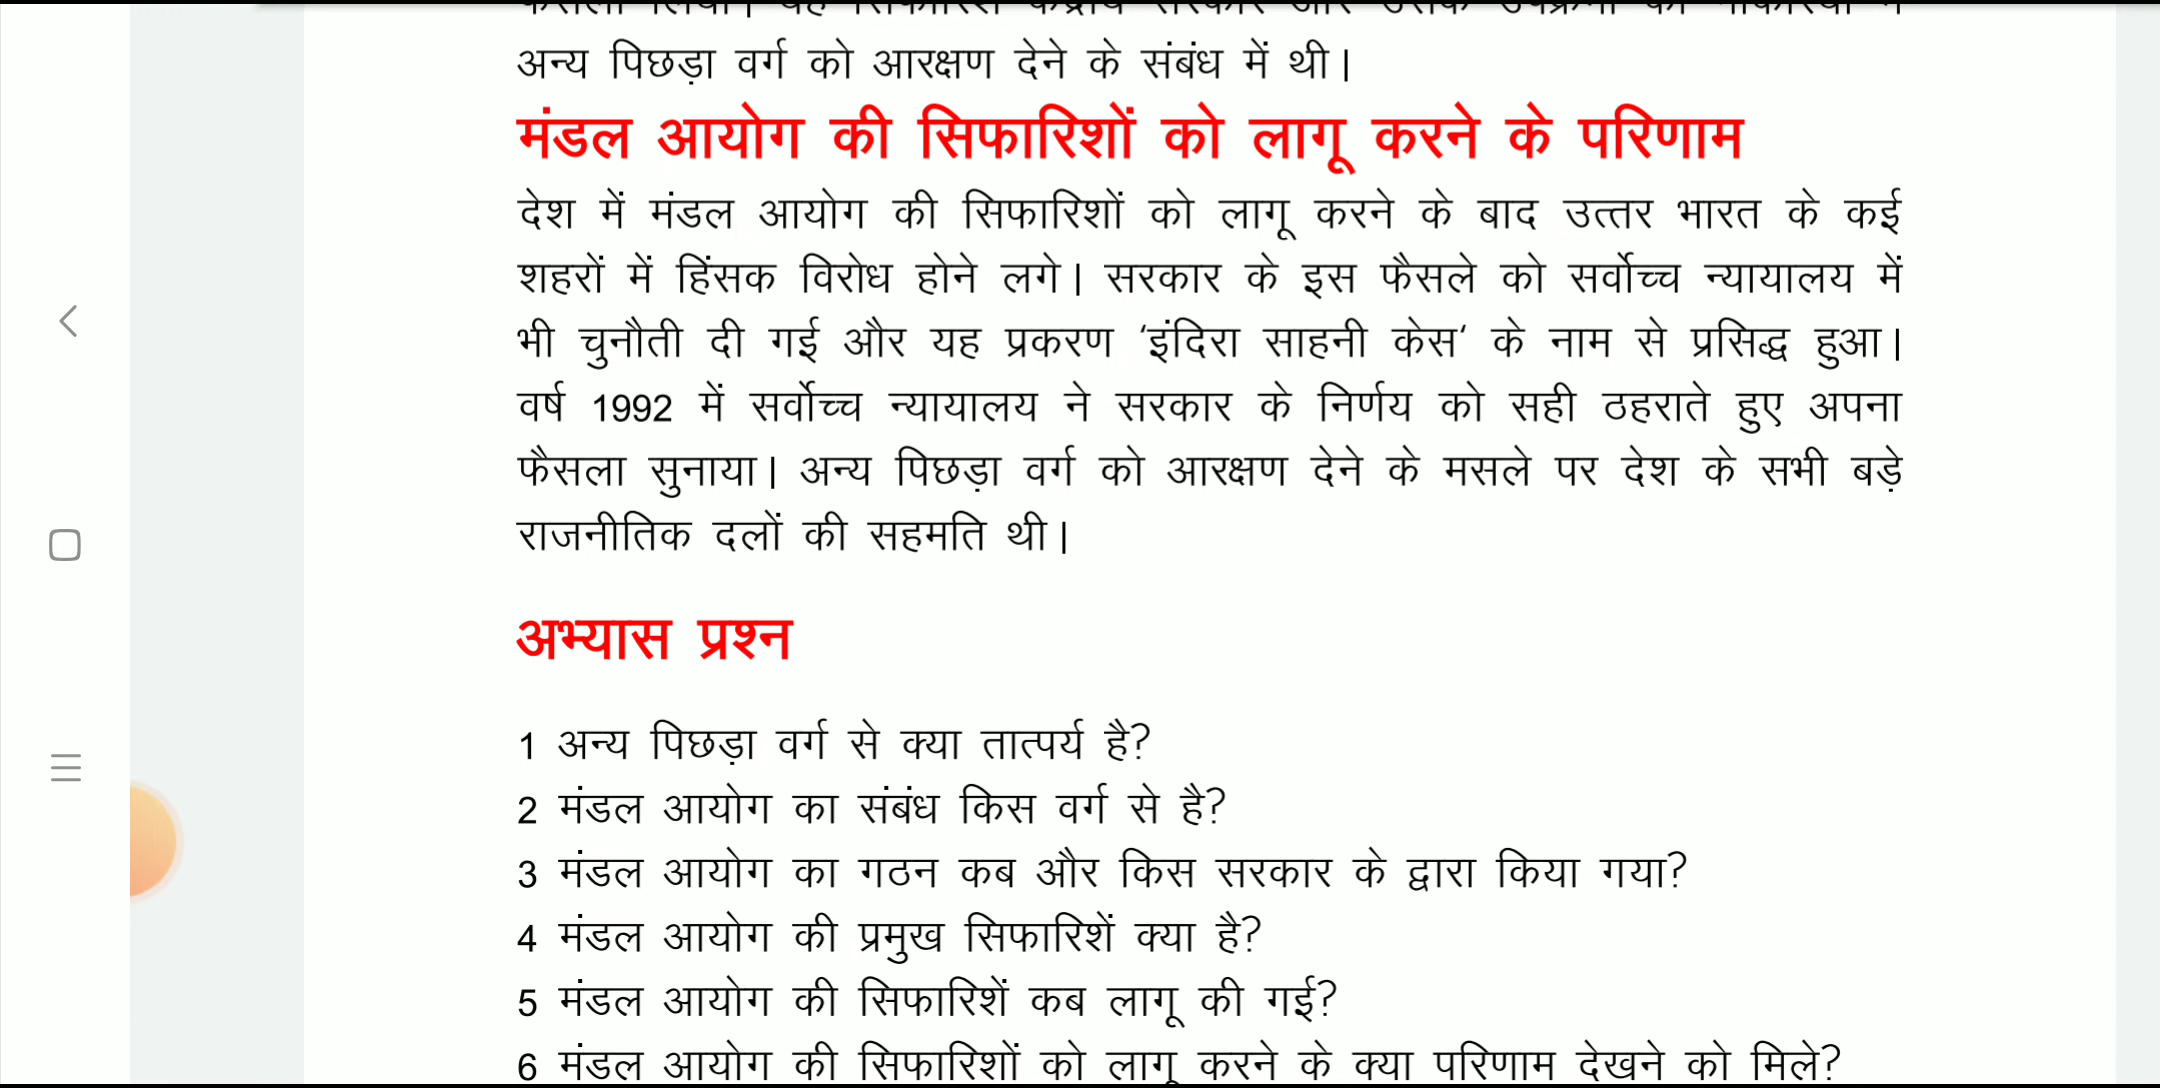 अन्य पिछड़ा वर्ग को आरक्षण देने के संबंध में थी।
मंडल आयोग की सिफारिशों को लागू करने के परिणाम
देश में मंडल आयोग की सिफारिशों को लागू करने के बाद उत्तर भारत के कई
शहरों में हिंसक विरोध होने लगे। सरकार के इस फैसले को सर्वोच्च न्यायालय में
भी चुनौती दी गई और यह प्रकरण ‘इंदिरा साहनी केस‘ के नाम से प्रसिद्ध हुआ।
वर्ष 1992 में सर्वोच्च न्यायालय ने सरकार के निर्णय को सही ठहराते हुए अपना
फैसला सुनाया। अन्य पिछड़ा वर्ग को आरक्षण देने के मसले पर देश के सभी बड़े
राजनीतिक दलों की सहमति थी।
अभ्यास प्रश्न
1 अन्य पिछड़ा वर्ग से क्या तात्पर्य है?
2 मंडल आयोग का संबंध किस वर्ग से है?
3 मंडल आयोग का गठन कब और किस सरकार के द्वारा किया गया?
4 मंडल आयोग की प्रमुख सिफारिशें क्या है?
5 मंडल आयोग की सिफारिशें कब लागू की गई?
6 मंडल आयोग की सिफारिशों को लागू करने के क्या परिणाम देखने को मिले?